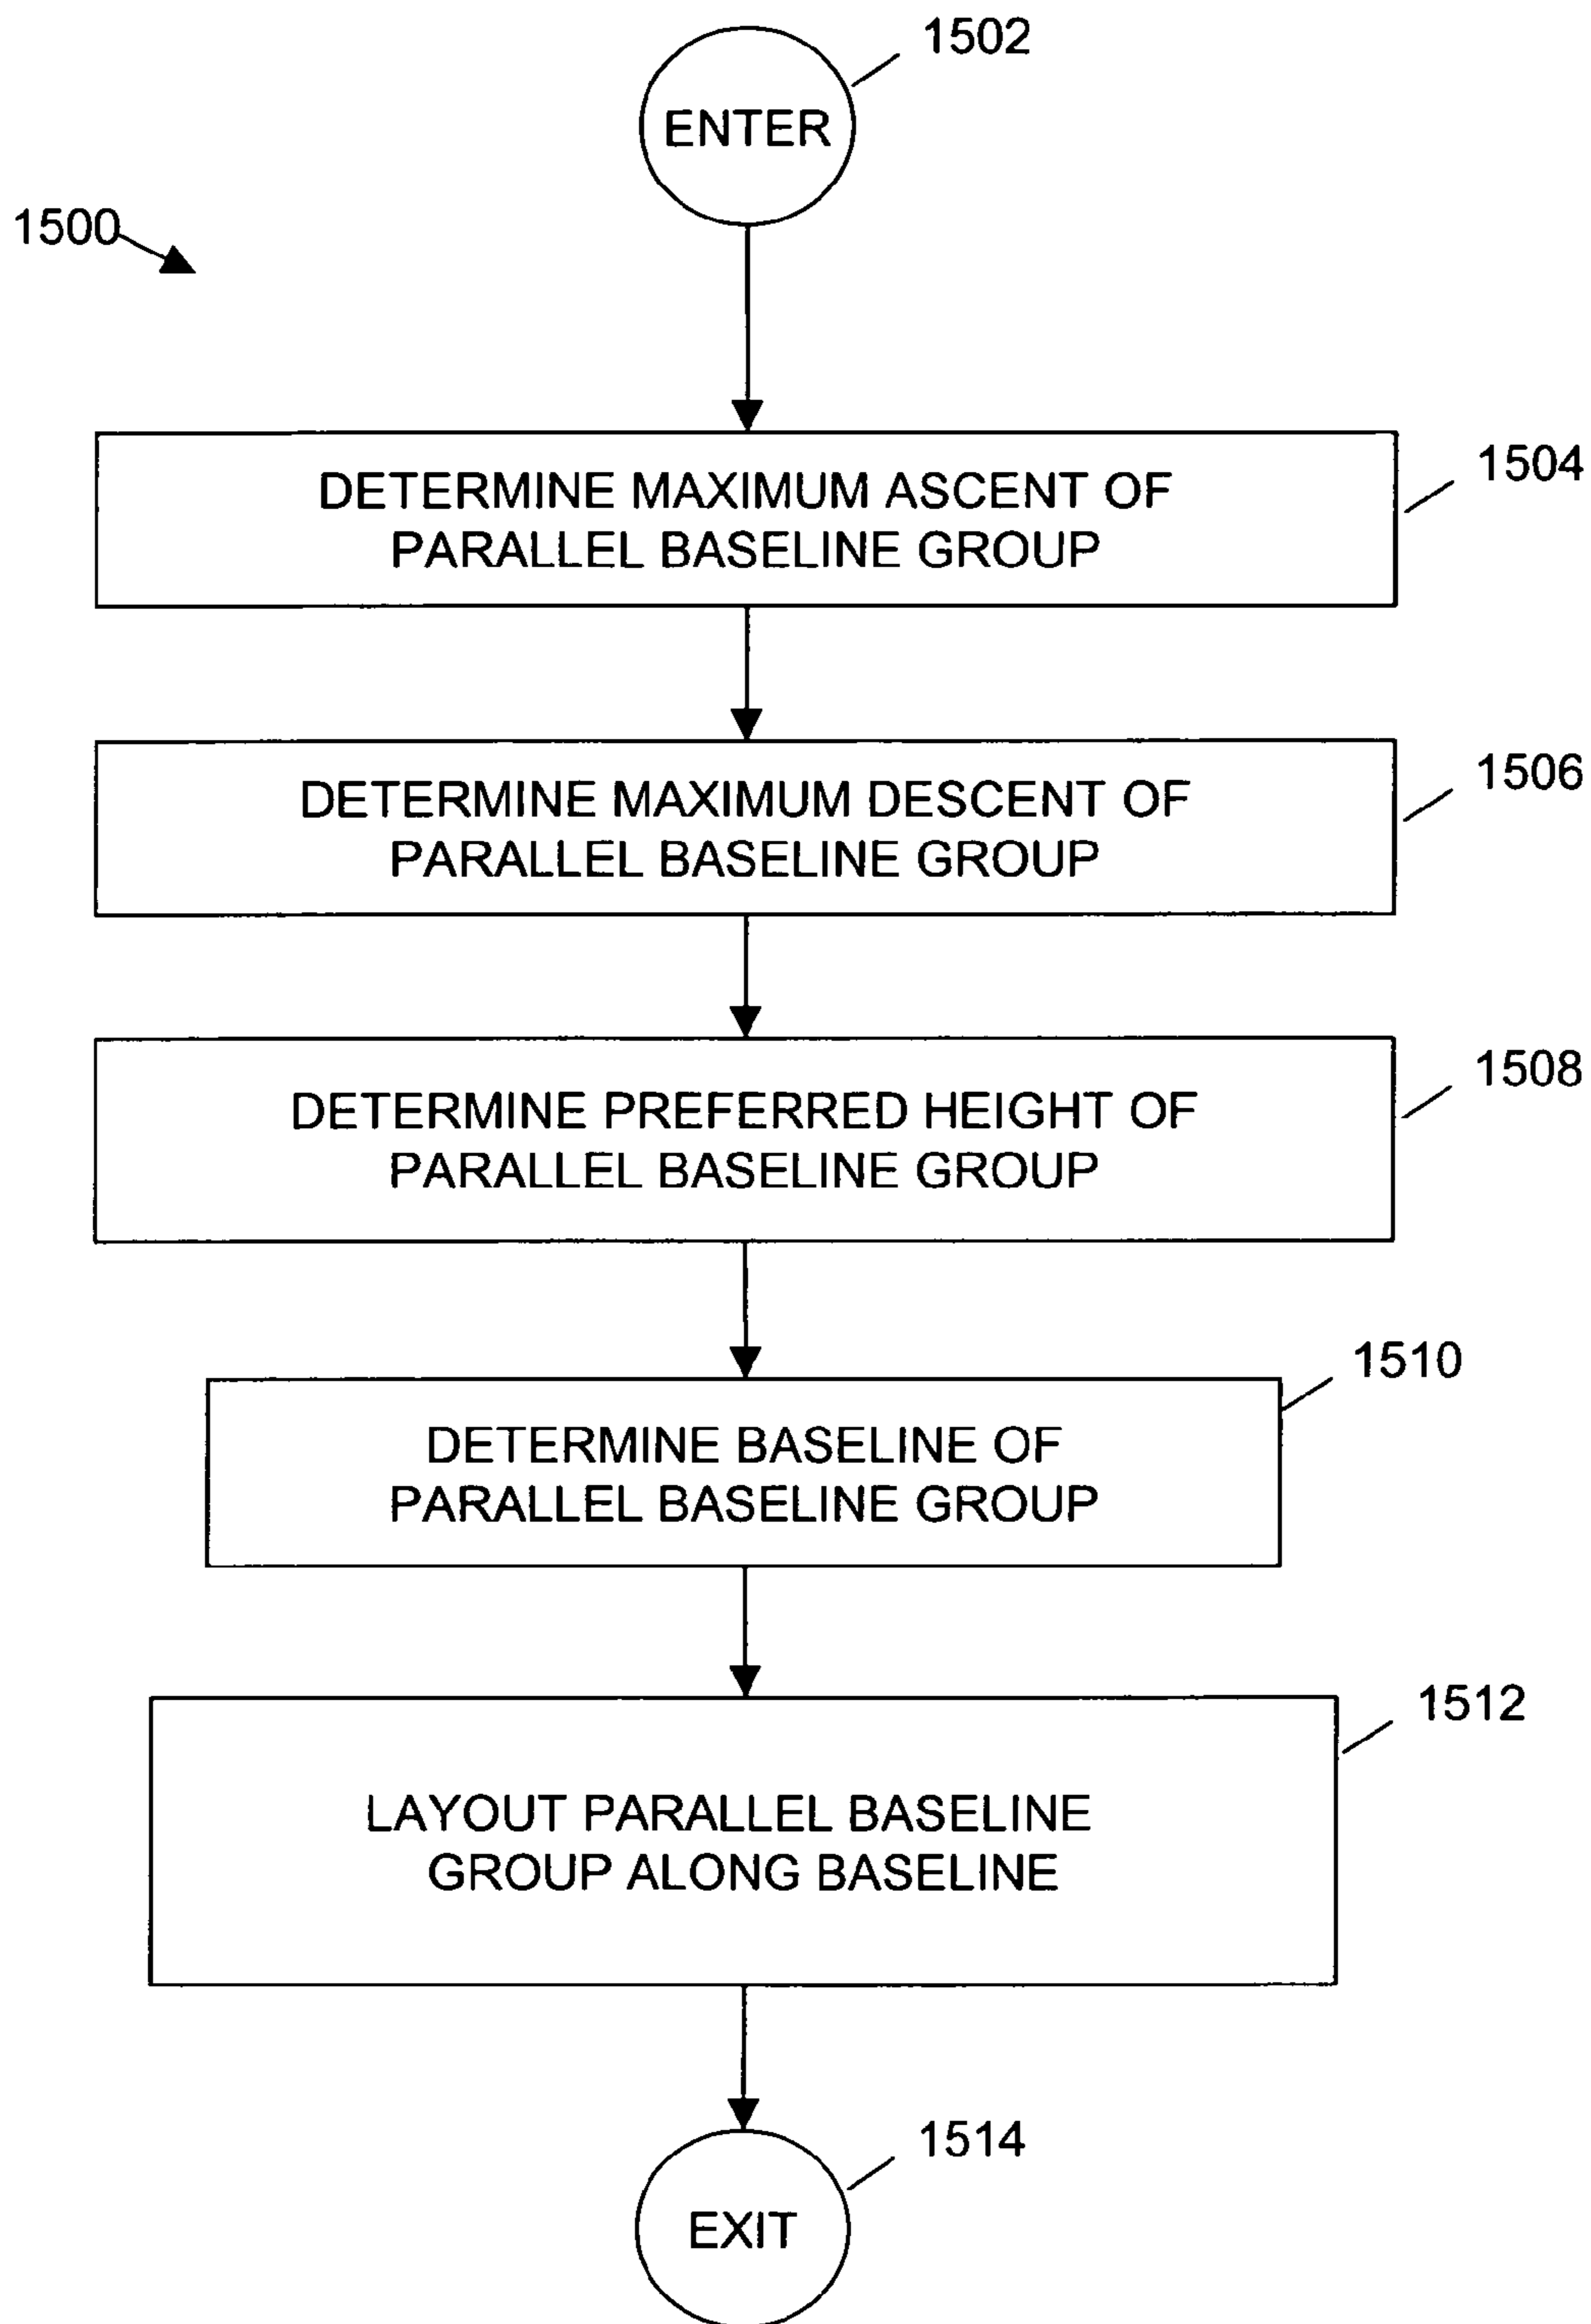 1502
ENTER
1500
DETERMINE MAXIMUM ASCENT OF
PARALLEL BASELINE GROUP
1504
DETERMINE MAXIMUM DESCENT OF
PARALLEL BASELINE GROUP
1506
DETERMINE PREFERRED HEIGHT OF
PARALLEL BASELINE GROUP
1508
1510
DETERMINE BASELINE OF
PARALLEL BASELINE GROUP
1512
LAYOUT PARALLEL BASELINE
GROUP ALONG BASELINE
1514
EXIT